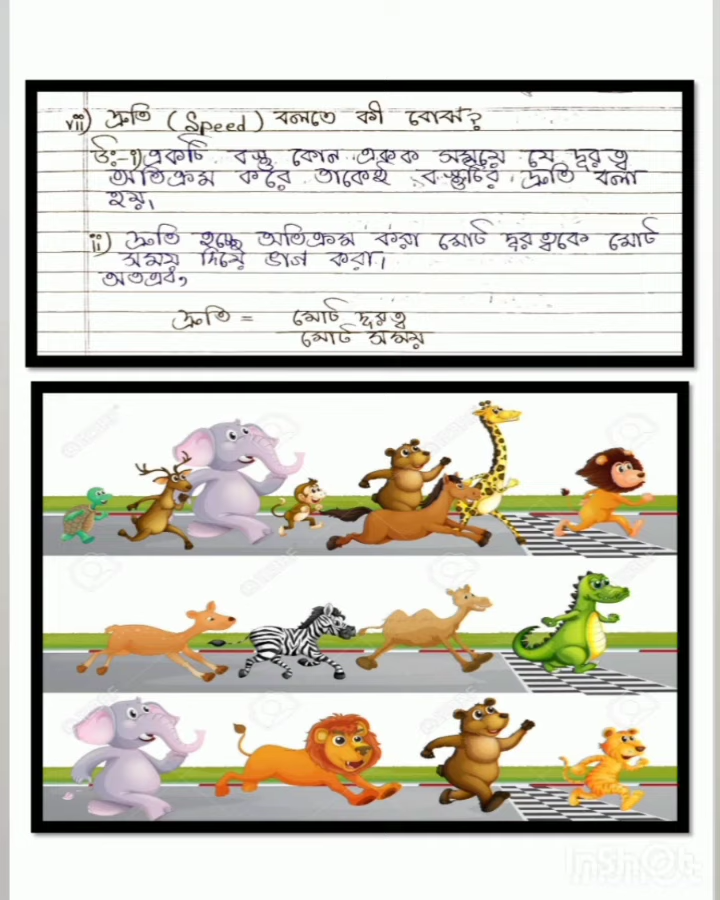 vii) দ্রুতি (Speed) বলতে কী বোঝ?
উঃ- i) একটি বস্তু কোন একক সময়ে যে দূরত্ব
অতিক্রম করে তাকেই বস্তুটির দ্রুতি বলা
হয়।
ii) দ্রুতি হচ্ছে অতিক্রম করা মোট দূরত্বকে মোট
সময় দিয়ে ভাগ করা।
অতএব,
দ্রুতি = মোট দূরত্ব
মোট সময়
InShot